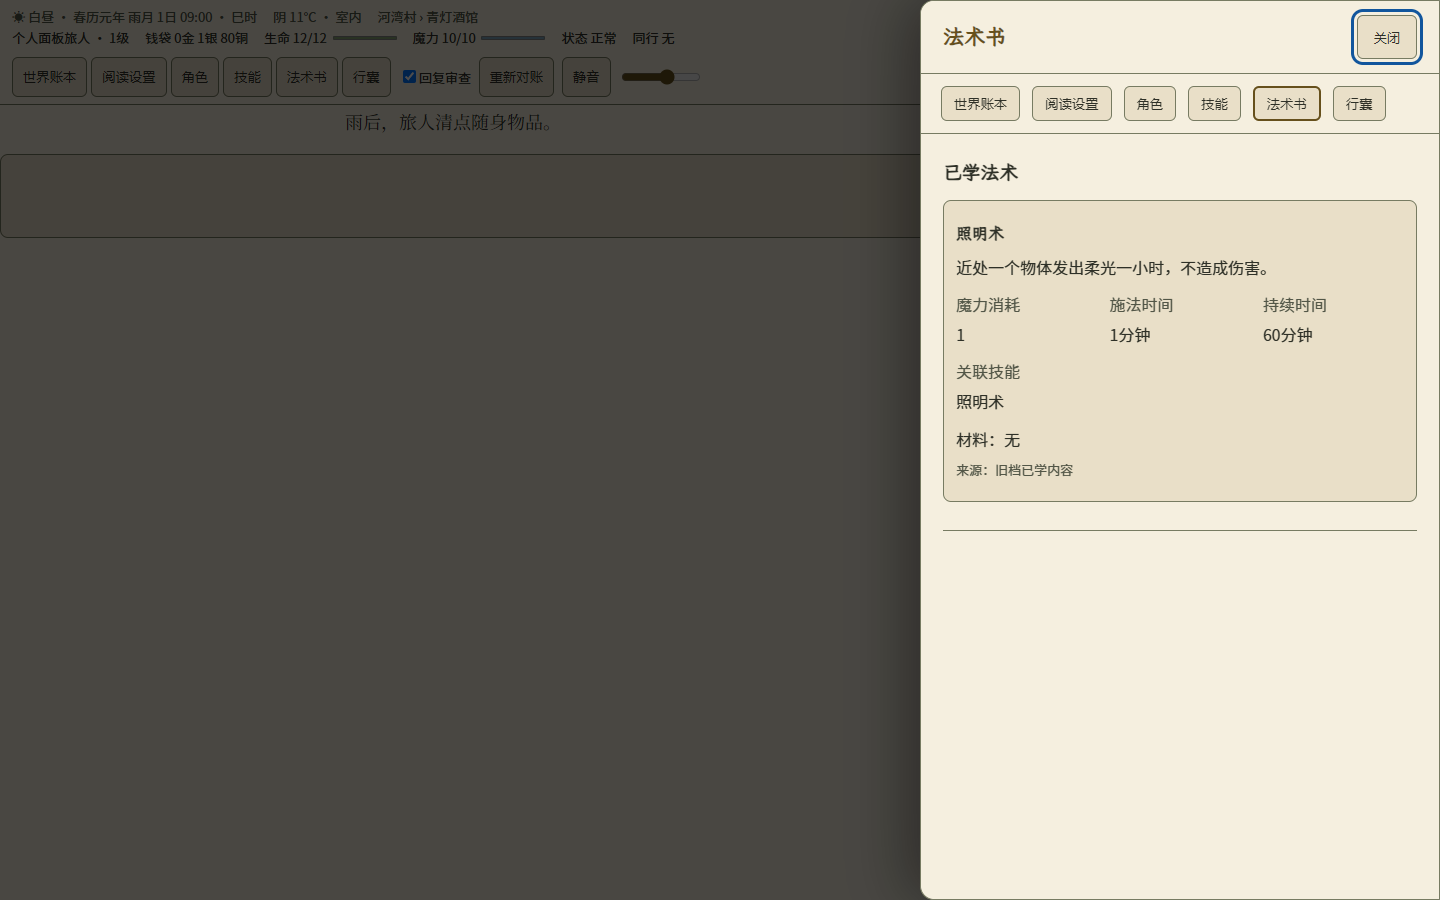 ☀ 白昼 · 春历元年 雨月 1日 09:00 · 巳时 阴 11°C · 室内 河湾村 › 青灯酒馆
个人面板旅人 · 1级 钱袋 0金 1银 80铜 生命 12/12 魔力 10/10 状态 正常 同行 无
世界账本 阅读设置 角色 技能 法术书 行囊 回复审查 重新对账 静音
雨后，旅人清点随身物品。
法术书
关闭
世界账本 阅读设置 角色 技能 法术书 行囊
已学法术
照明术
近处一个物体发出柔光一小时，不造成伤害。
魔力消耗 施法时间 持续时间
1 1分钟 60分钟
关联技能
照明术
材料：无
来源：旧档已学内容